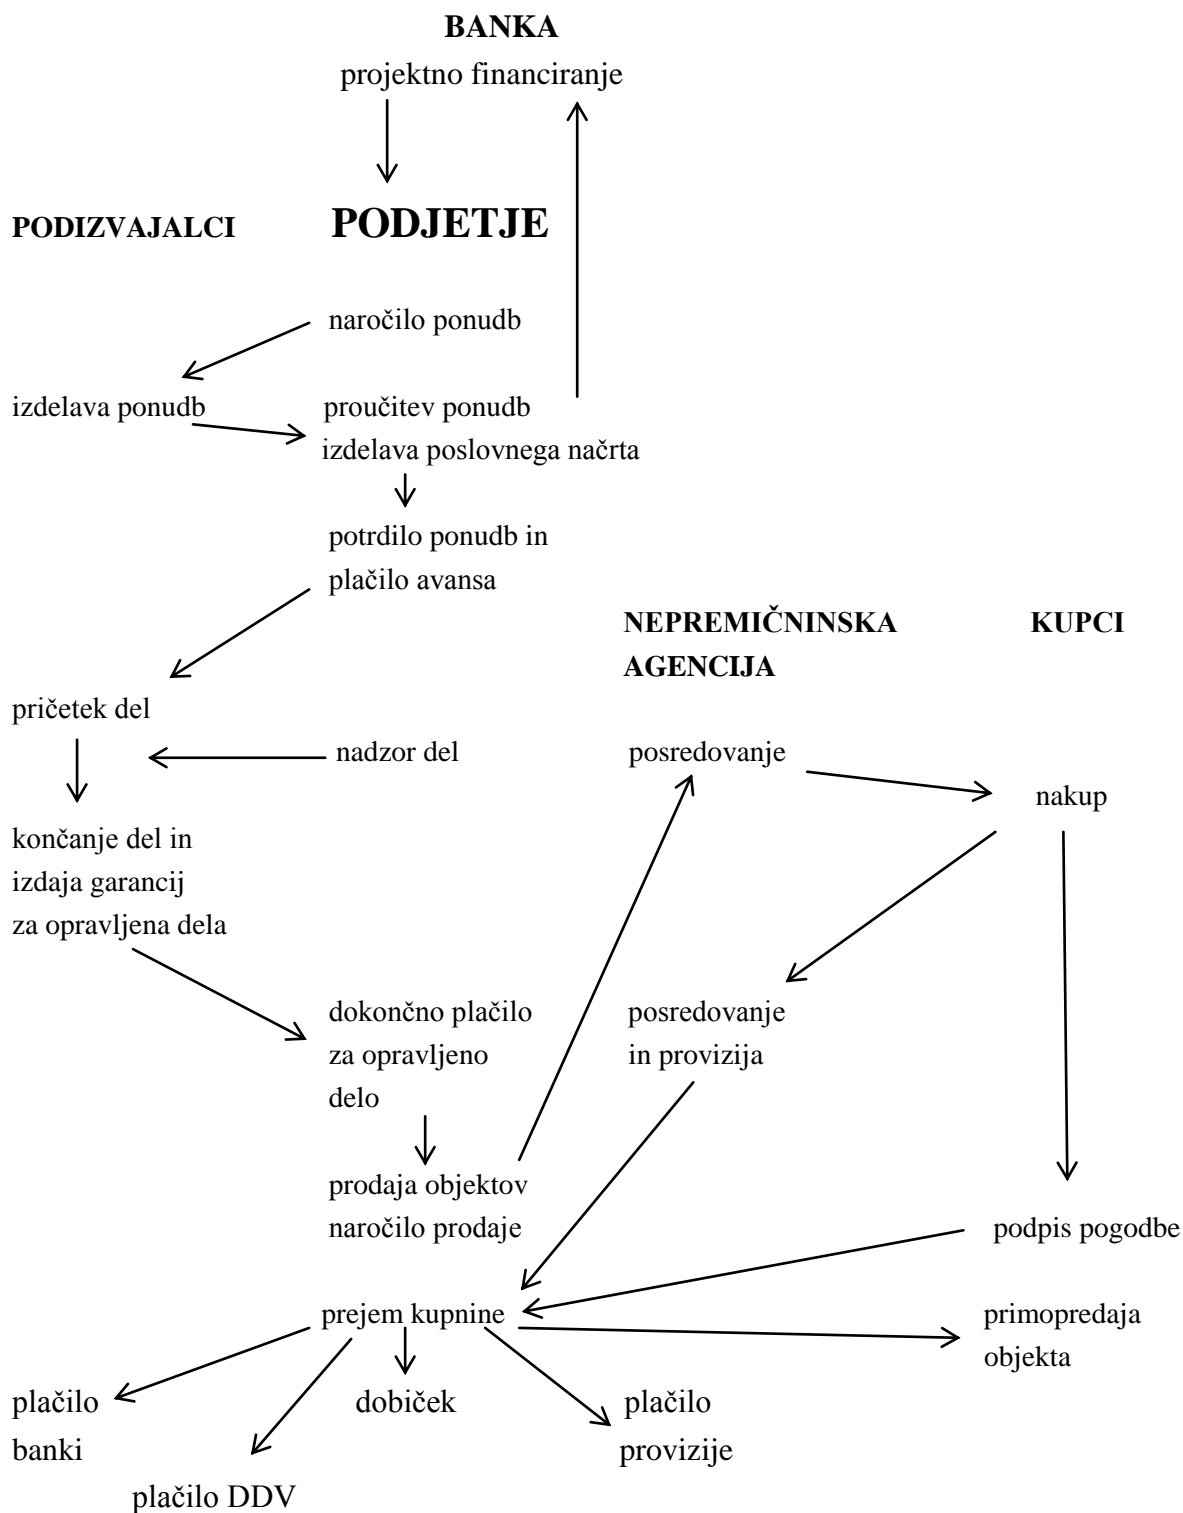 BANKA
projektno financiranje
PODIZVAJALCI
PODJETJE
naročilo ponudb
izdelava ponudb
proučitev ponudb
izdelava poslovnega načrta
potrdilo ponudb in
plačilo avansa
NEPREMIČNINSKA
AGENCIJA
KUPCI
pričetek del
nadzor del
posredovanje
nakup
končanje del in
izdaja garancij
za opravljena dela
dokončno plačilo
za opravljeno
delo
posredovanje
in provizija
prodaja objektov
naročilo prodaje
podpis pogodbe
prejem kupnine
primopredaja
objekta
plačilo
banki
dobiček
plačilo
provizije
plačilo DDV